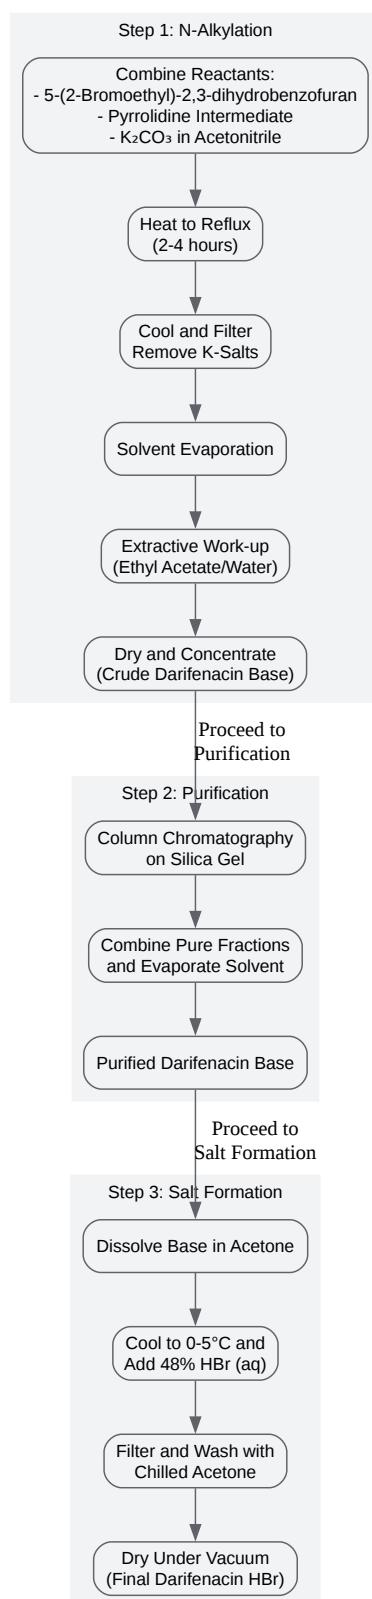 Step 1: N-Alkylation
Combine Reactants:
- 5-(2-Bromoethyl)-2,3-dihydrobenzofuran
- Pyrrolidine Intermediate
- K₂CO₃ in Acetonitrile
Heat to Reflux
(2-4 hours)
Cool and Filter
Remove K-Salts
Solvent Evaporation
Extractive Work-up
(Ethyl Acetate/Water)
Dry and Concentrate
(Crude Darifenacin Base)
Proceed to
Purification
Step 2: Purification
Column Chromatography
on Silica Gel
Combine Pure Fractions
and Evaporate Solvent
Purified Darifenacin Base
Proceed to
Salt Formation
Step 3: Salt Formation
Dissolve Base in Acetone
Cool to 0-5°C and
Add 48% HBr (aq)
Filter and Wash with
Chilled Acetone
Dry Under Vacuum
(Final Darifenacin HBr)